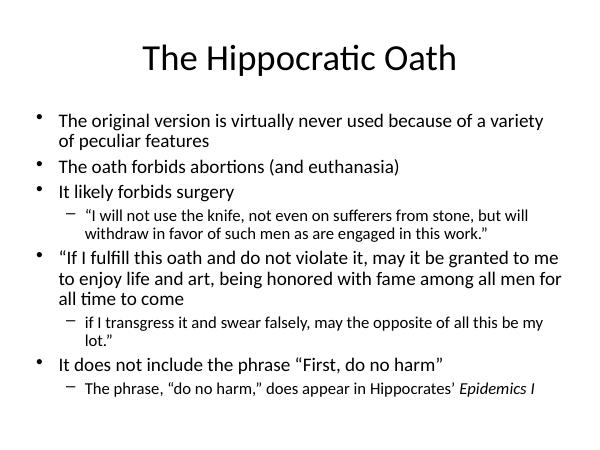 The Hippocratic Oath
• The original version is virtually never used because of a variety
of peculiar features
• The oath forbids abortions (and euthanasia)
• It likely forbids surgery
– “I will not use the knife, not even on sufferers from stone, but will
withdraw in favor of such men as are engaged in this work.”
• “If I fulfill this oath and do not violate it, may it be granted to me
to enjoy life and art, being honored with fame among all men for
all time to come
– if I transgress it and swear falsely, may the opposite of all this be my
lot.”
• It does not include the phrase “First, do no harm”
– The phrase, “do no harm,” does appear in Hippocrates’ Epidemics I